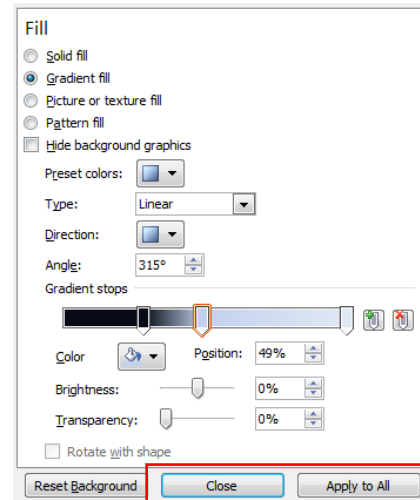 Fill
Solid fill
Gradient fill
Picture or texture fill
Pattern fill
Hide background graphics
Preset colors:
Type: Linear
Direction:
Angle: 315°
Gradient stops
Color Position: 49%
Brightness: 0%
Transparency: 0%
Rotate with shape
Reset Background Close Apply to All